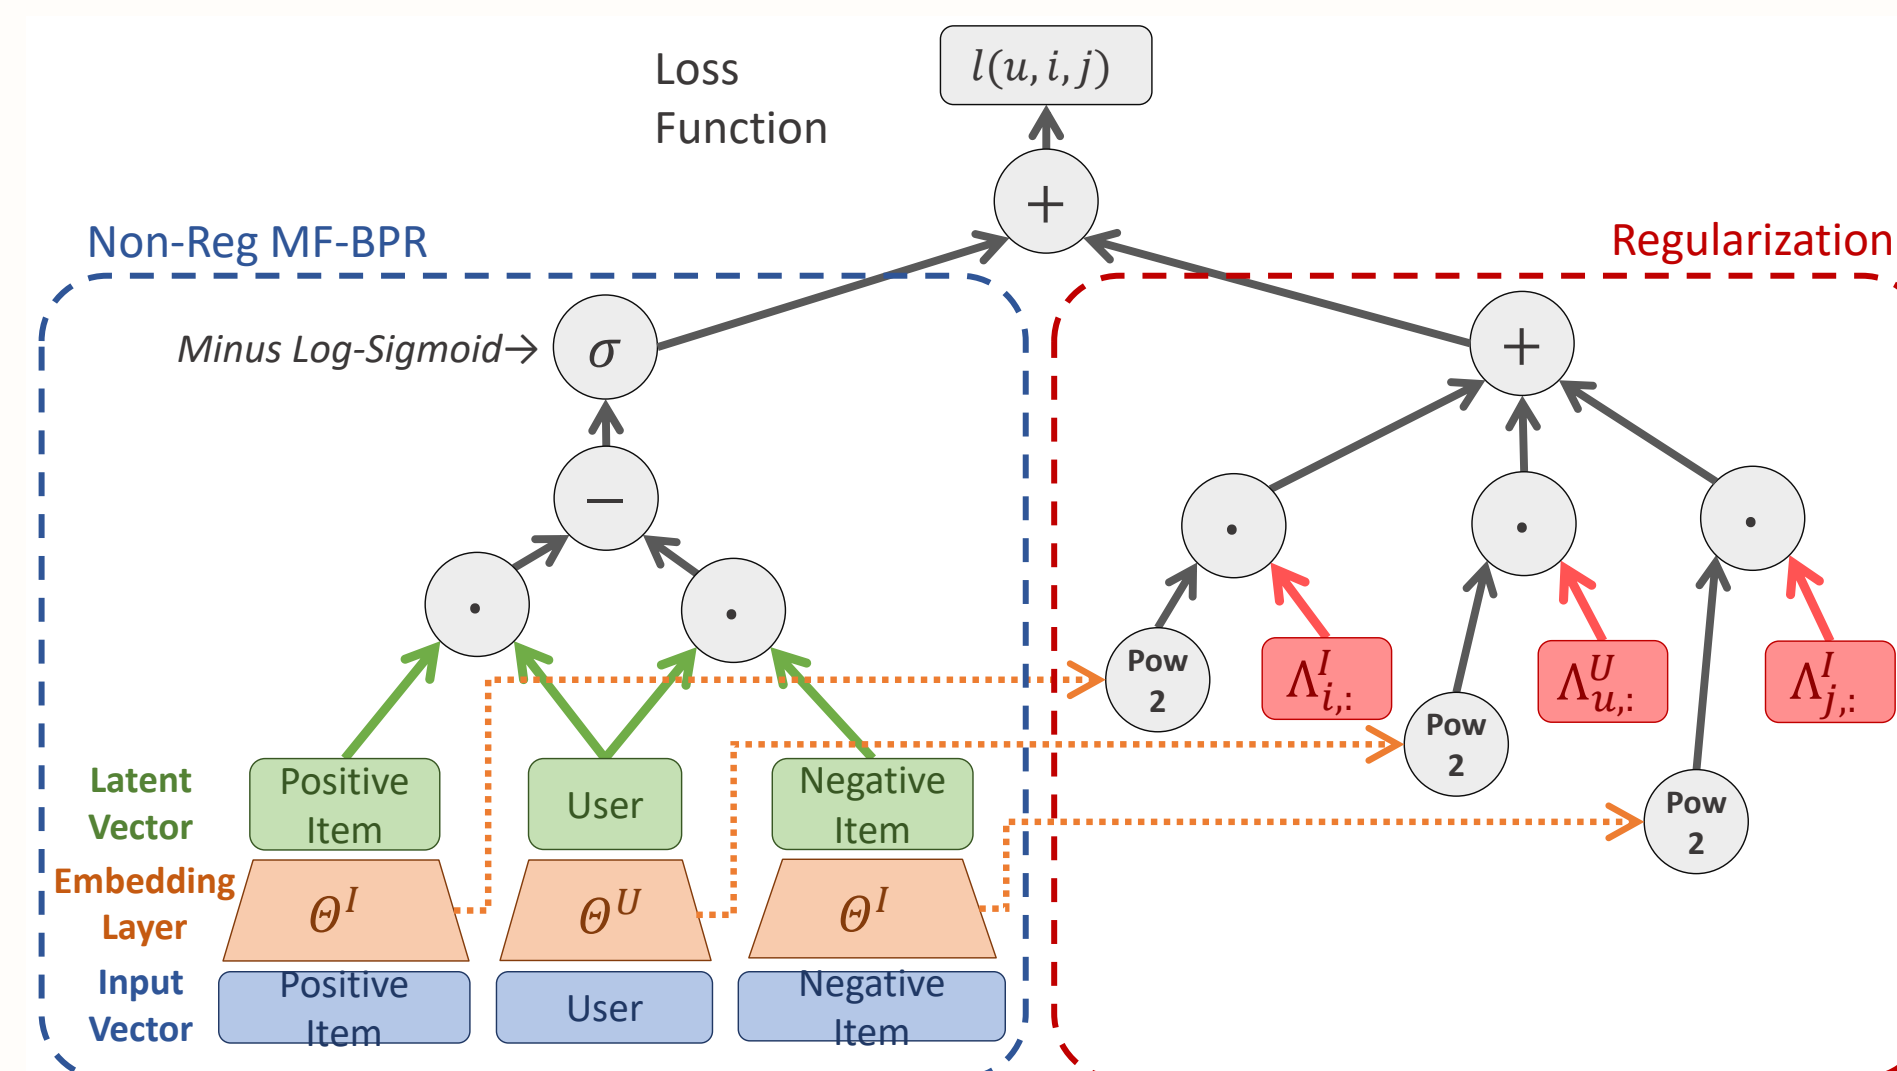 Loss
Function
l(u, i, j)
+
Non-Reg MF-BPR
Regularization
Minus Log-Sigmoid→
σ
+
−
·
·
·
·
·
Pow
2
Λ^I_{i,:}
Pow
2
Λ^U_{u,:}
Pow
2
Λ^I_{j,:}
Latent
Vector
Positive
Item
User
Negative
Item
Embedding
Layer
Θ^I
Θ^U
Θ^I
Input
Vector
Positive
Item
User
Negative
Item